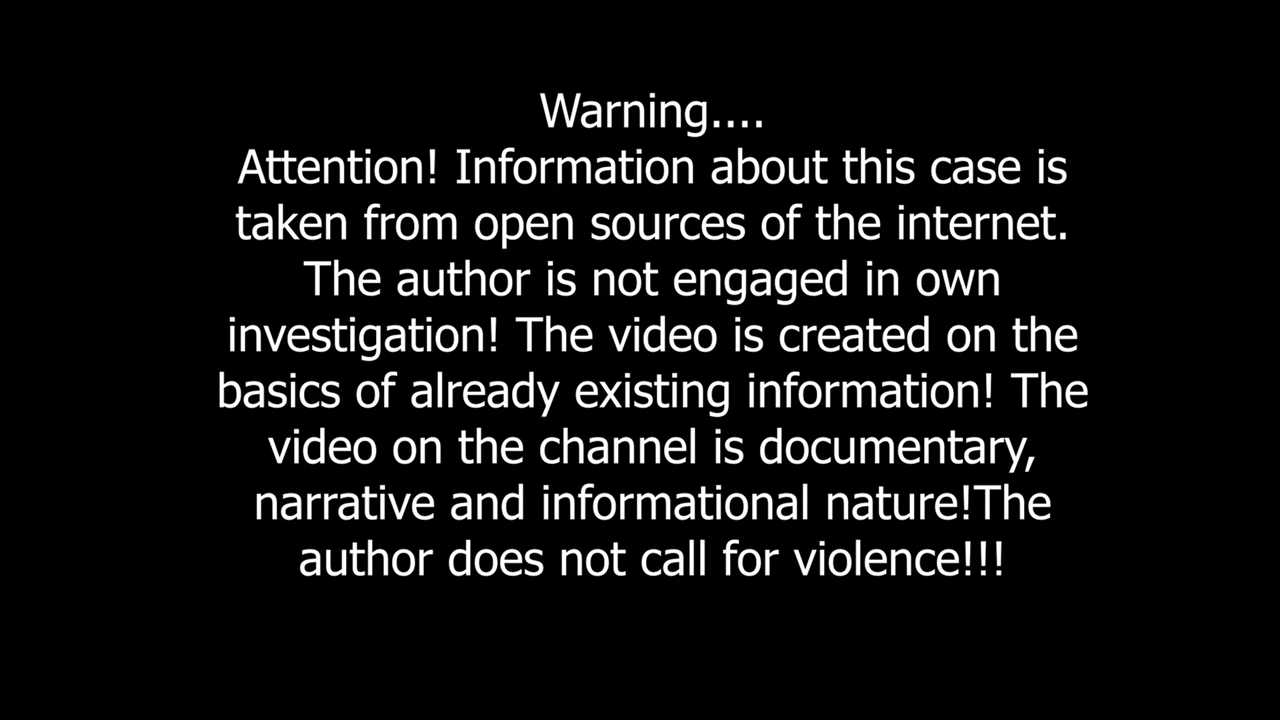 Warning....
Attention! Information about this case is
taken from open sources of the internet.
The author is not engaged in own
investigation! The video is created on the
basics of already existing information! The
video on the channel is documentary,
narrative and informational nature!The
author does not call for violence!!!